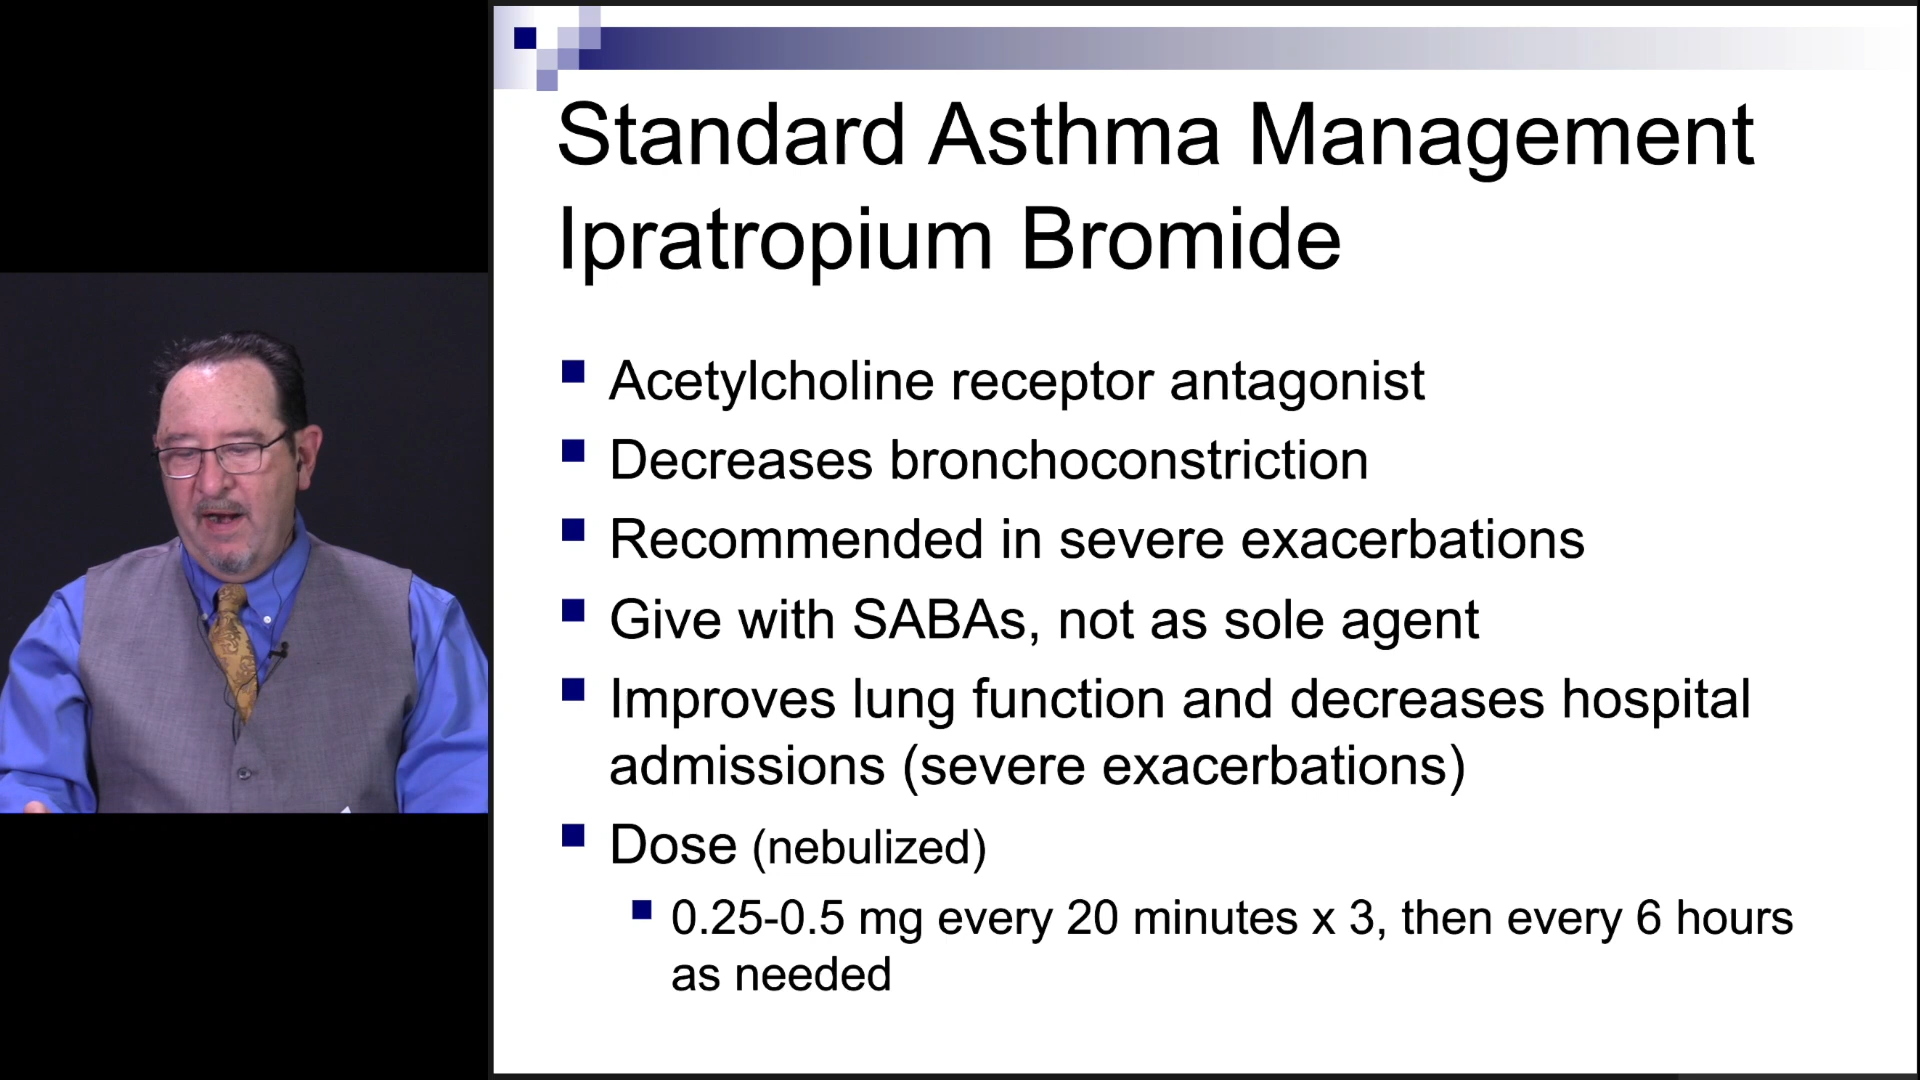 Standard Asthma Management
Ipratropium Bromide
Acetylcholine receptor antagonist
Decreases bronchoconstriction
Recommended in severe exacerbations
Give with SABAs, not as sole agent
Improves lung function and decreases hospital
admissions (severe exacerbations)
Dose (nebulized)
0.25-0.5 mg every 20 minutes x 3, then every 6 hours
as needed